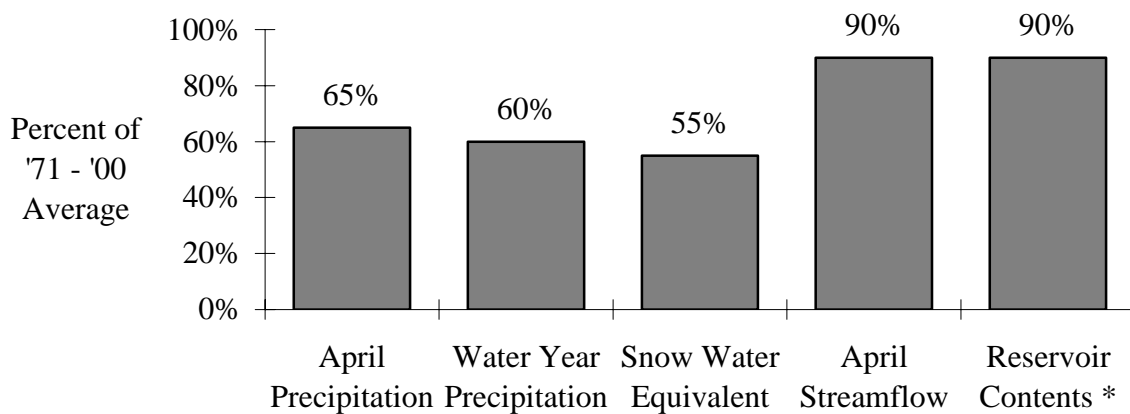 100%
80%
60%
40%
20%
0%
Percent of
'71 - '00
Average
65%
60%
55%
90%
90%
April
Precipitation
Water Year
Precipitation
Snow Water
Equivalent
April
Streamflow
Reservoir
Contents *